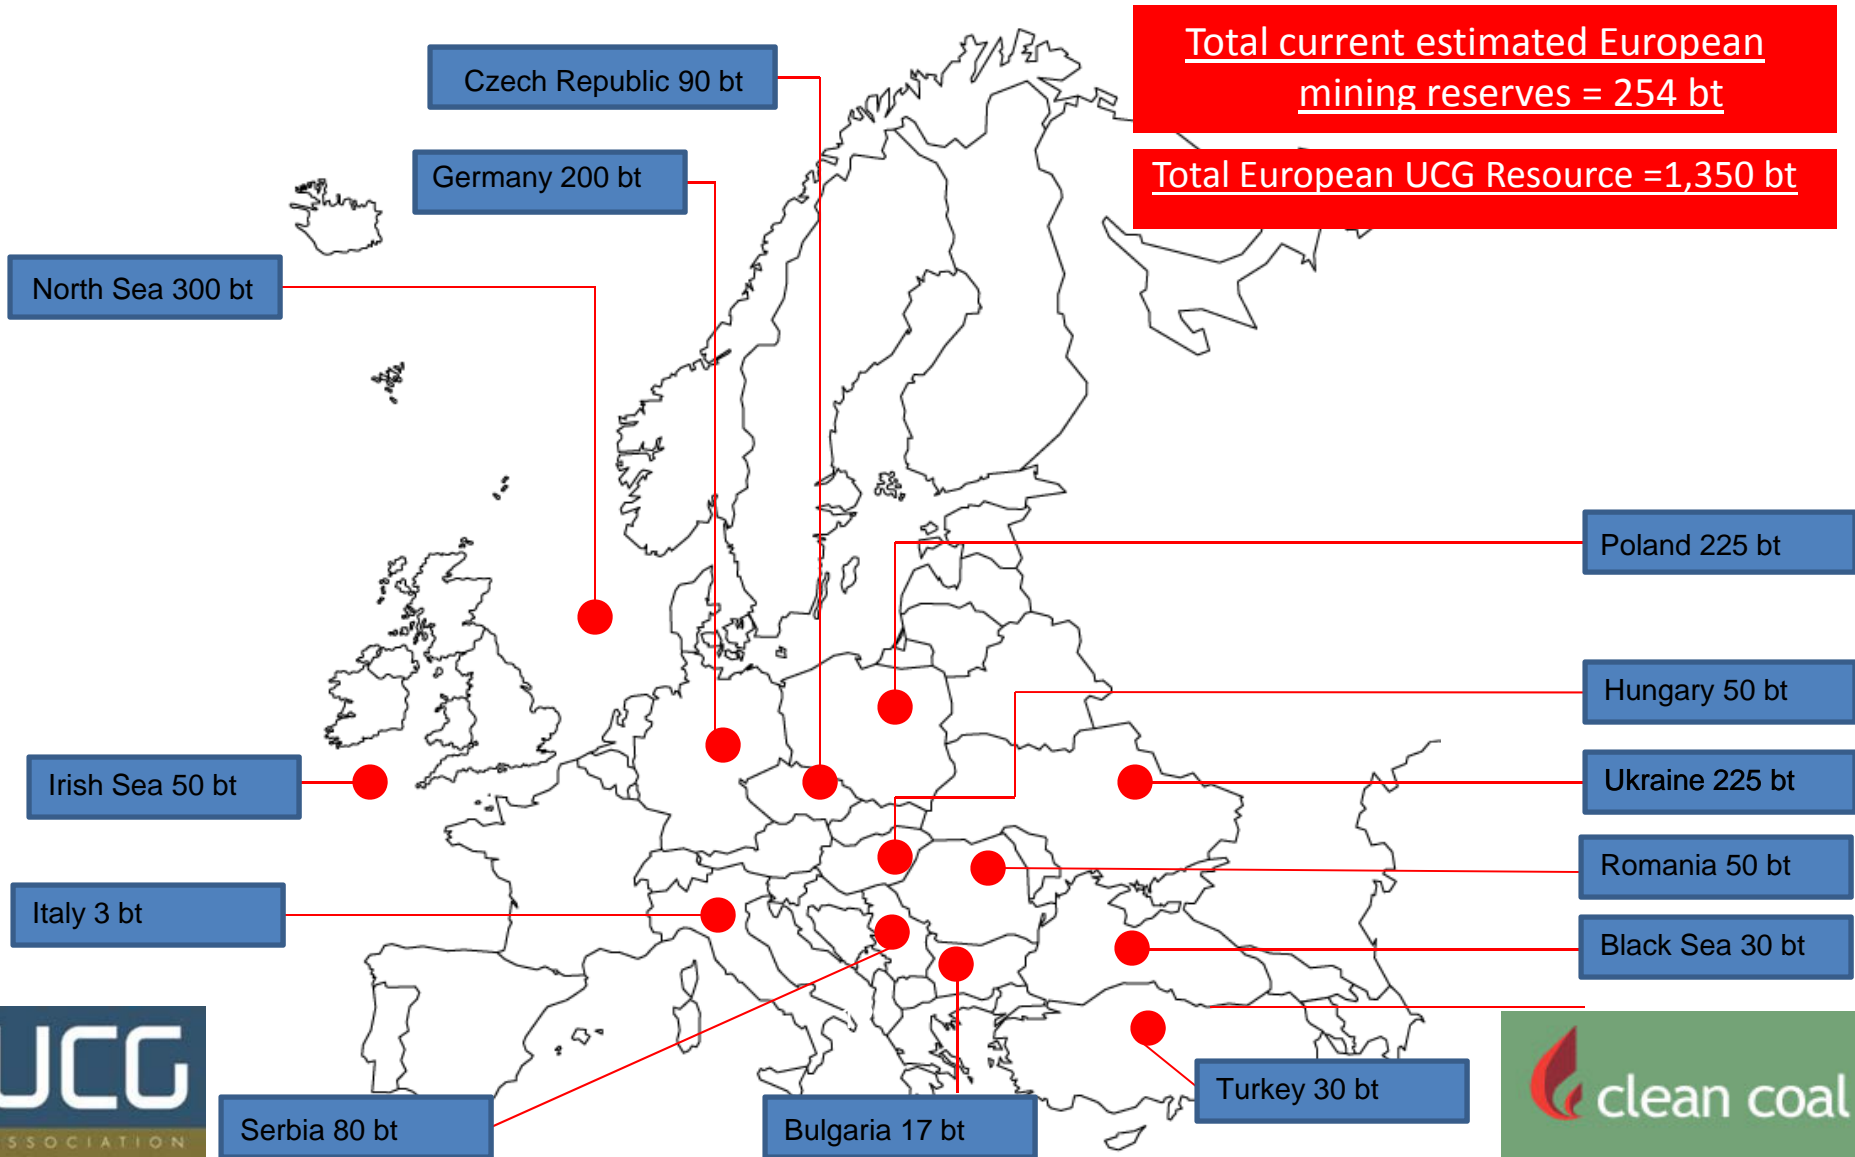 Total current estimated European
mining reserves = 254 bt
Total European UCG Resource =1,350 bt
Czech Republic 90 bt
Germany 200 bt
North Sea 300 bt
Poland 225 bt
Hungary 50 bt
Irish Sea 50 bt
Ukraine 225 bt
Romania 50 bt
Italy 3 bt
Black Sea 30 bt
Turkey 30 bt
Serbia 80 bt
Bulgaria 17 bt
UCG
SSOCIATION
clean coal